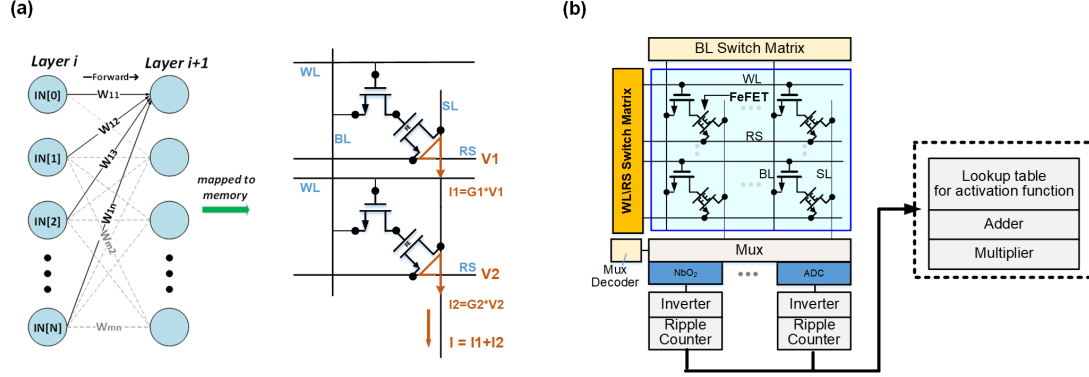 (a)
Layer i
Layer i+1
Forward
IN[0]
IN[1]
IN[2]
IN[N]
W11
W12
W13
W1n
Wm2
Wmn
mapped to
memory
WL
BL
SL
RS
V1
I1=G1*V1
WL
RS
V2
I2=G2*V2
I = I1+I2
(b)
BL Switch Matrix
WL\RS Switch Matrix
WL
FeFET
RS
BL
SL
Mux
Mux
Decoder
NbO₂
ADC
Inverter
Ripple
Counter
Inverter
Ripple
Counter
Lookup table
for activation function
Adder
Multiplier